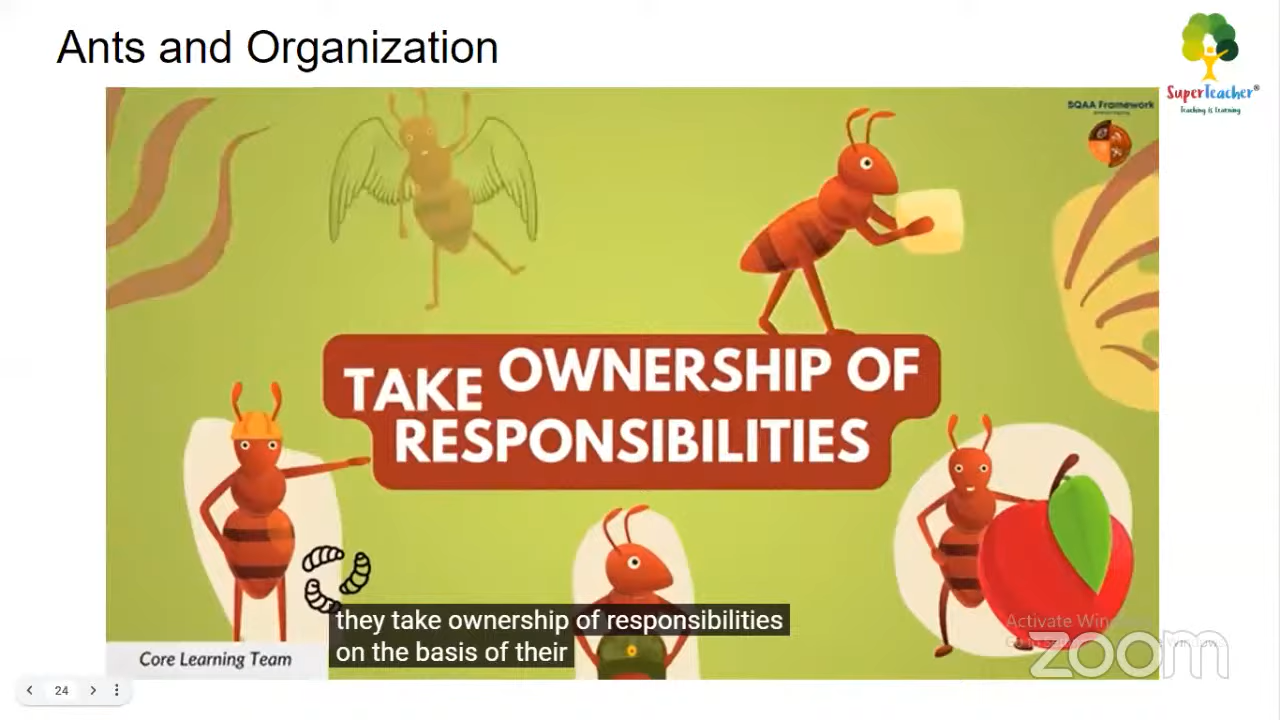 Ants and Organization
SuperTeacher®
Teaching is Learning
SQAA Framework
TAKE OWNERSHIP OF
RESPONSIBILITIES
they take ownership of responsibilities
on the basis of their
Core Learning Team
Activate Windows
zoom
24